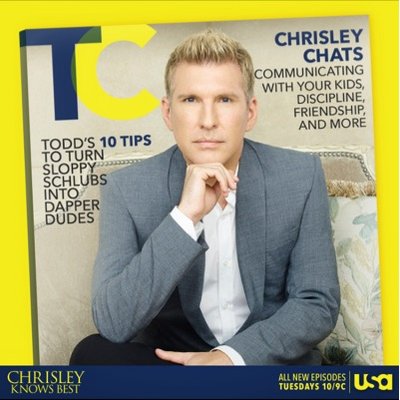 TC
CHRISLEY
CHATS
COMMUNICATING
WITH YOUR KIDS,
DISCIPLINE,
FRIENDSHIP,
AND MORE
TODD'S 10 TIPS
TO TURN
SLOPPY
SCHLUBS
INTO
DAPPER
DUDES
CHRISLEY
KNOWS BEST
ALL NEW EPISODES
TUESDAYS 10/9C
usa